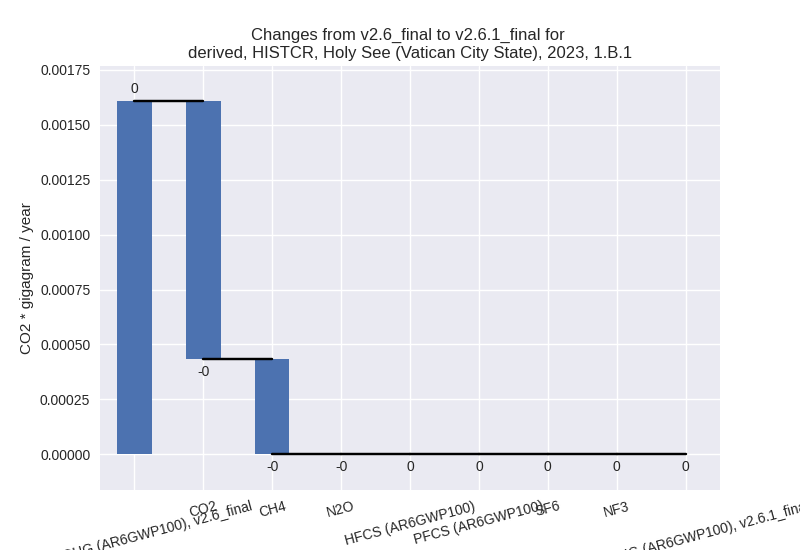 Changes from v2.6_final to v2.6.1_final for
derived, HISTCR, Holy See (Vatican City State), 2023, 1.B.1
CO2 * gigagram / year
0.00175
0.00150
0.00125
0.00100
0.00075
0.00050
0.00025
0.00000
0
-0
-0
-0
0
0
0
0
0
(AR6GWP100), v2.6_final
CO2
CH4
N2O
HFCS (AR6GWP100)
PFCS (AR6GWP100)
SF6
NF3
(AR6GWP100), v2.6.1_fina